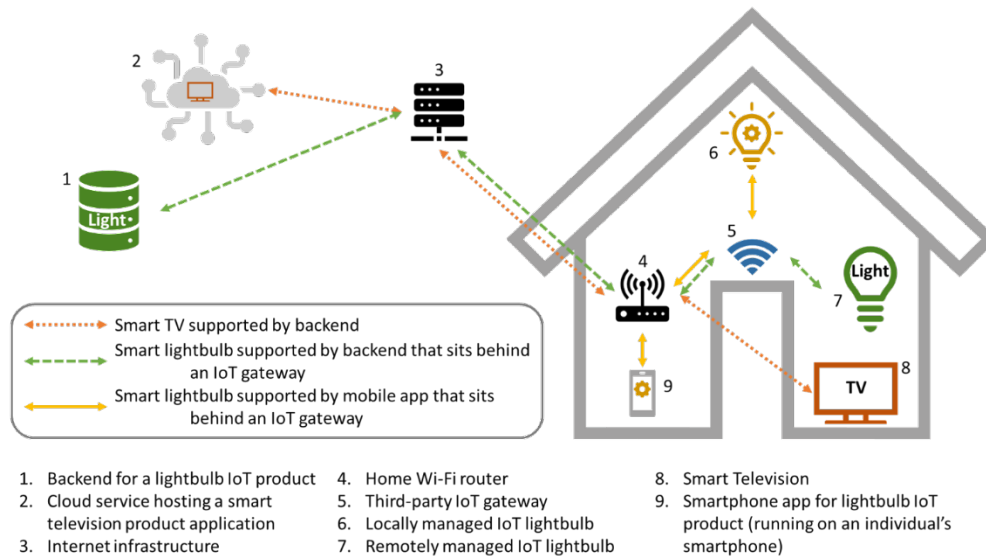 2
3
1
Light
6
5
4
Light
7
9
8
TV
Smart TV supported by backend
Smart lightbulb supported by backend that sits behind
an IoT gateway
Smart lightbulb supported by mobile app that sits
behind an IoT gateway
1. Backend for a lightbulb IoT product
2. Cloud service hosting a smart
television product application
3. Internet infrastructure
4. Home Wi-Fi router
5. Third-party IoT gateway
6. Locally managed IoT lightbulb
7. Remotely managed IoT lightbulb
8. Smart Television
9. Smartphone app for lightbulb IoT
product (running on an individual's
smartphone)